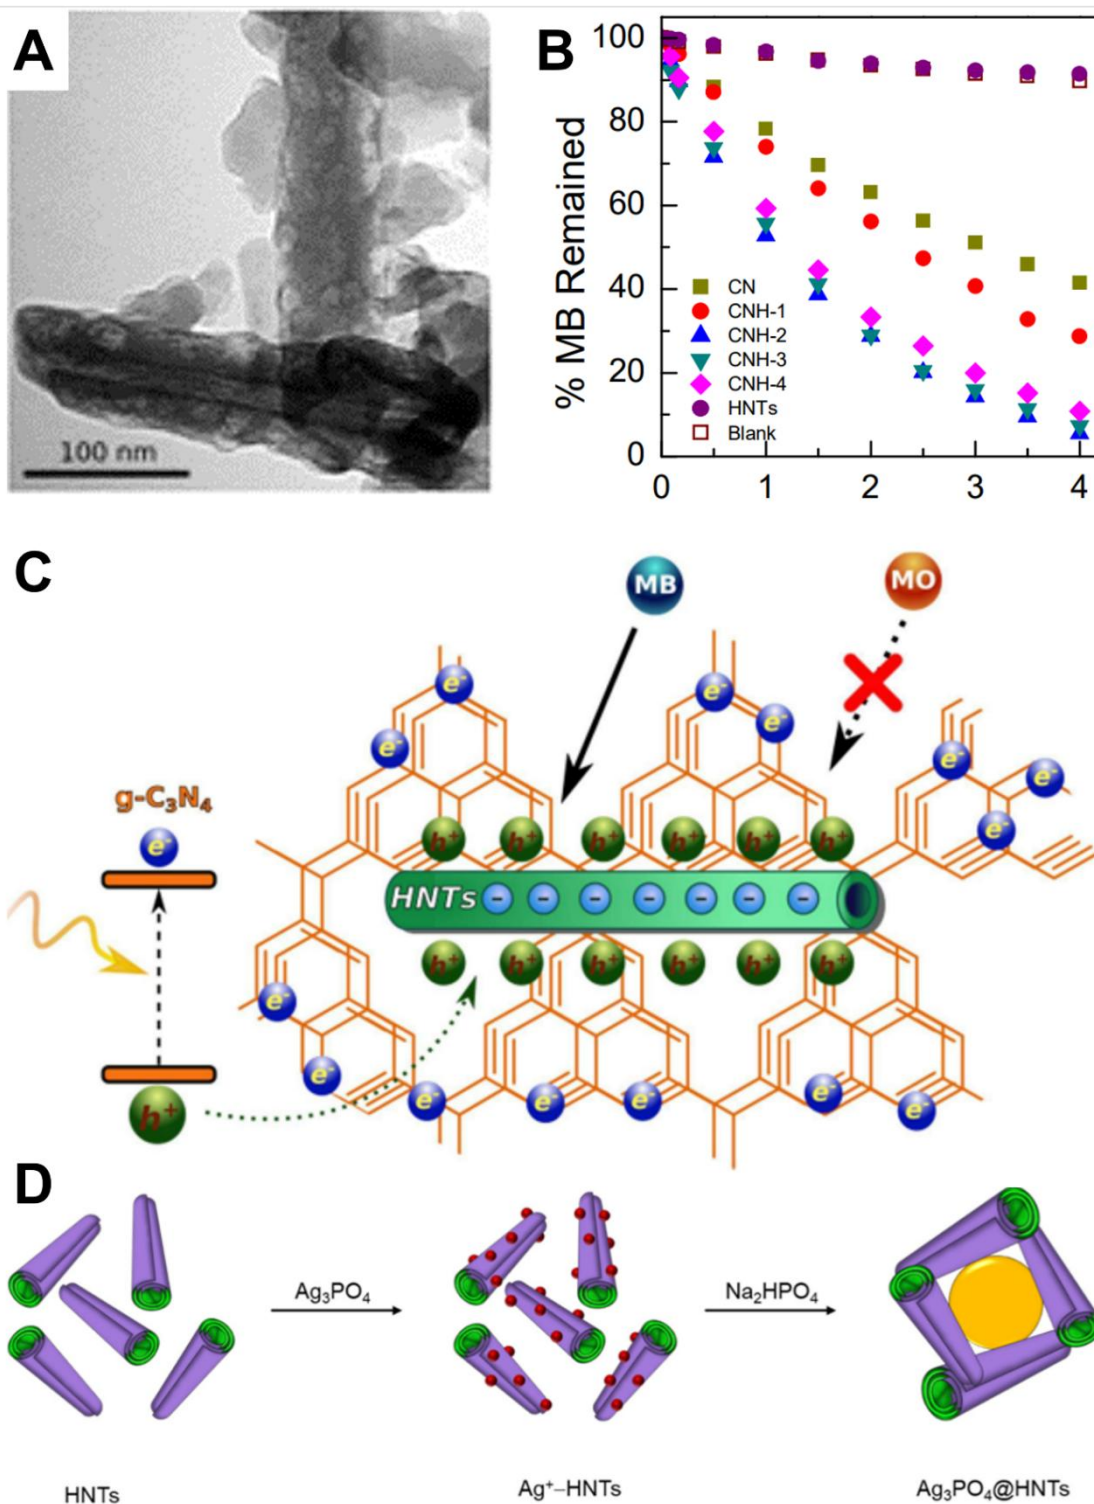 A
100 nm
B
% MB Remained
100
80
60
40
20
0
CN
CNH-1
CNH-2
CNH-3
CNH-4
HNTs
Blank
0 1 2 3 4
C
MB
MO
e⁻
e⁻
e⁻
e⁻
e⁻
e⁻
e⁻
g-C₃N₄
e⁻
h⁺ h⁺ h⁺ h⁺ h⁺ h⁺
HNTs - - - - - - -
h⁺ h⁺ h⁺ h⁺ h⁺ h⁺
e⁻
e⁻
e⁻ e⁻ e⁻ e⁻ e⁻
h⁺
D
Ag₃PO₄
Na₂HPO₄
HNTs
Ag⁺–HNTs
Ag₃PO₄@HNTs